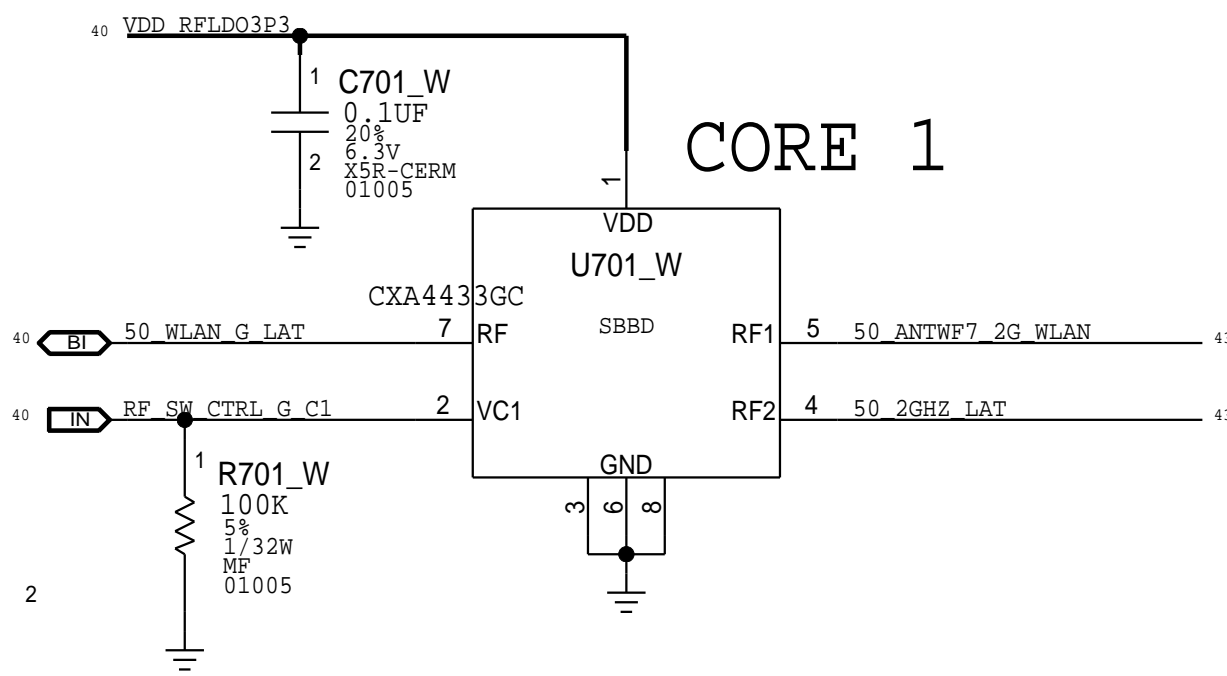 40 VDD_RFLDO3P3
1 C701_W
0.1UF
20%
6.3V
2 X5R-CERM
01005
CORE 1
1
VDD
U701_W
CXA4433GC
SBBD
40 BI 50_WLAN_G_LAT 7 RF RF1 5 50_ANTWF7_2G_WLAN 43
40 IN RF_SW_CTRL_G_C1 2 VC1 RF2 4 50_2GHZ_LAT 43
GND
3 6 8
1 R701_W
100K
5%
1/32W
MF
01005
2